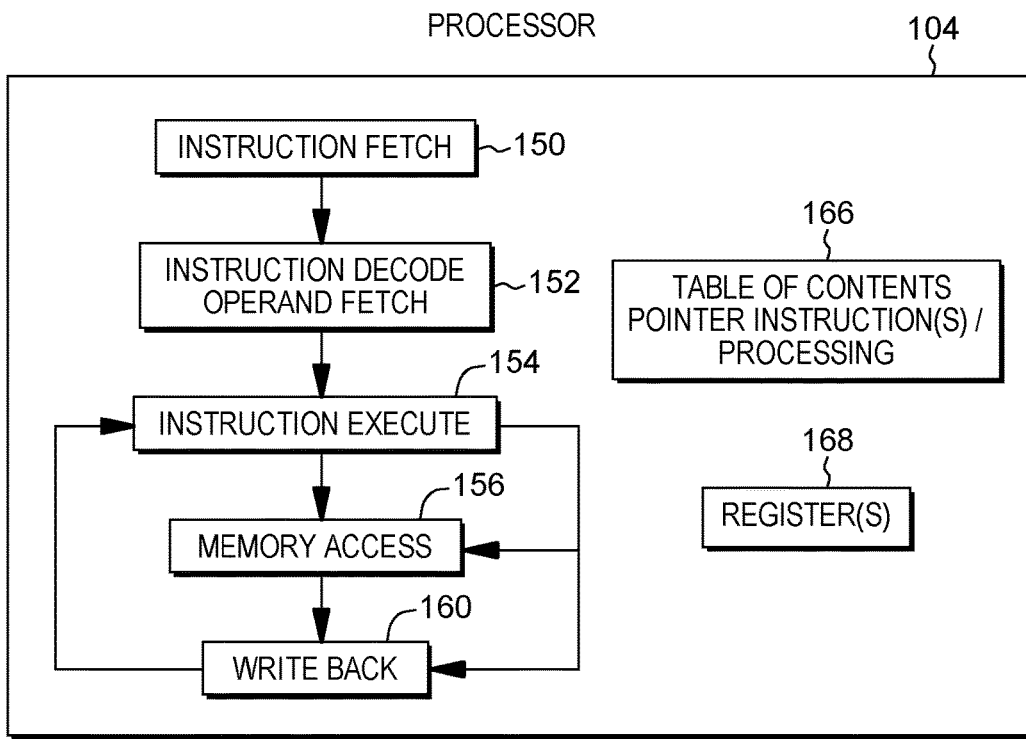 PROCESSOR
104
INSTRUCTION FETCH
150
166
INSTRUCTION DECODE
OPERAND FETCH
152
TABLE OF CONTENTS
POINTER INSTRUCTION(S) /
PROCESSING
154
INSTRUCTION EXECUTE
168
156
REGISTER(S)
MEMORY ACCESS
160
WRITE BACK